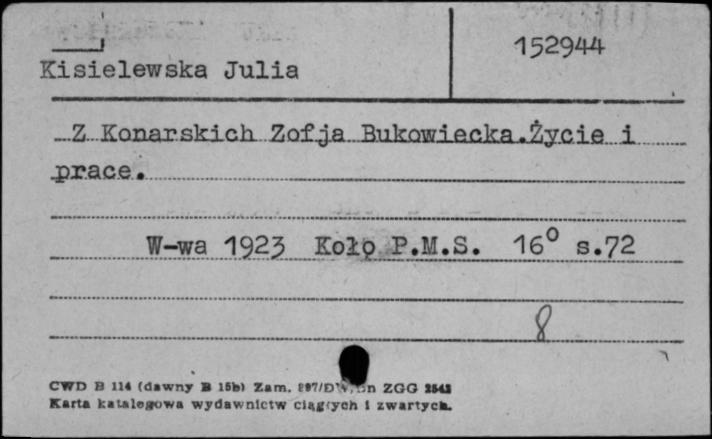 152944
Kisielewska Julia
Z Konarskich Zofja Bukowiecka.Życie i
prace.
W-wa 1923 Koło P.M.S. 16° s.72
8
CWD B 114 (dawny B 15b) Zam. ZGG
Karta katalogowa wydawnictw ciągłych i zwartych.